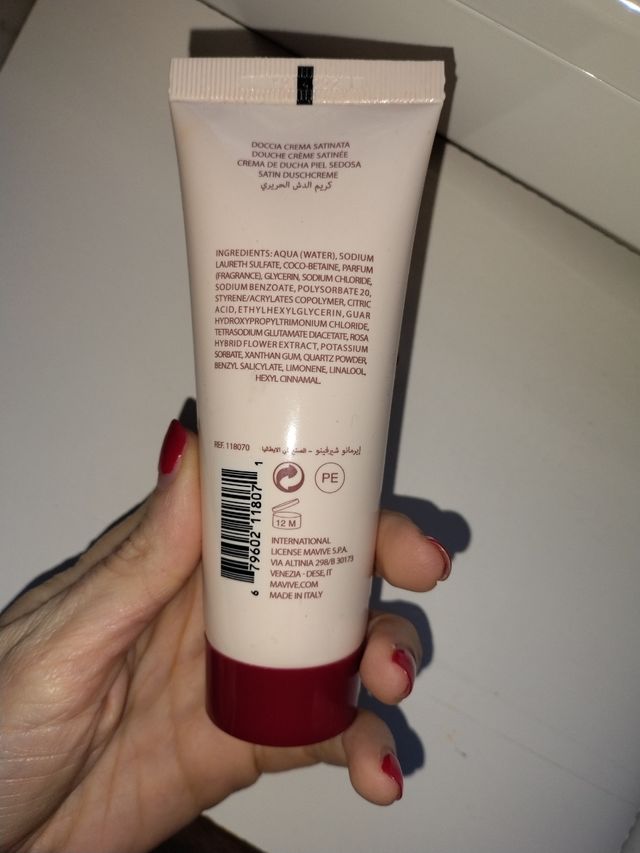 DOCCIA CREMA SATINATA
DOUCHE CRÈME SATINÉE
CREMA DE DUCHA PIEL SEDOSA
SATIN DUSCHCREME
كريم الدش الحريري
INGREDIENTS: AQUA (WATER), SODIUM
LAURETH SULFATE, COCO-BETAINE, PARFUM
(FRAGRANCE), GLYCERIN, SODIUM CHLORIDE,
SODIUM BENZOATE, POLYSORBATE 20,
STYRENE/ACRYLATES COPOLYMER, CITRIC
ACID, ETHYLHEXYLGLYCERIN, GUAR
HYDROXYPROPYLTRIMONIUM CHLORIDE,
TETRASODIUM GLUTAMATE DIACETATE, ROSA
HYBRID FLOWER EXTRACT, POTASSIUM
SORBATE, XANTHAN GUM, QUARTZ POWDER,
BENZYL SALICYLATE, LIMONENE, LINALOOL,
HEXYL CINNAMAL.
REF. 118070
إيرمانو شيرفينو -
PE
12 M
6 79602 11807 1
INTERNATIONAL
LICENSE MAVIVE S.P.A.
VIA ALTINIA 298/B 30173
VENEZIA - DESE, IT
MAVIVE.COM
MADE IN ITALY